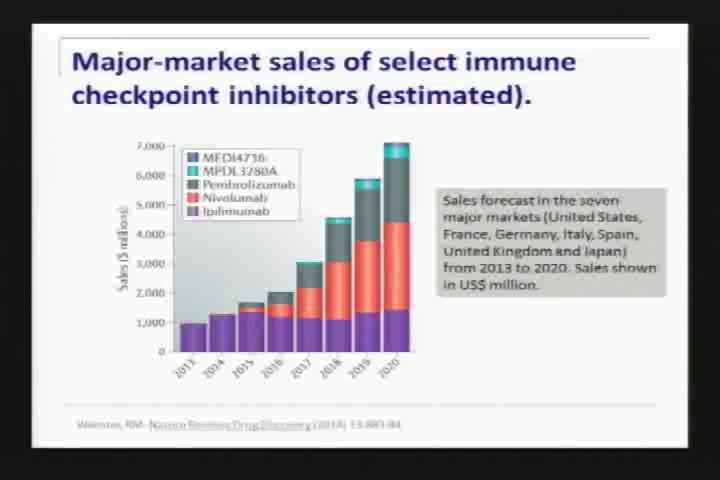 Major-market sales of select immune
checkpoint inhibitors (estimated).
7,000
6,000
5,000
4,000
3,000
2,000
1,000
0
Sales ($ millions)
MEDI4736
MPDL3280A
Pembrolizumab
Nivolumab
Ipilimumab
2013
2014
2015
2016
2017
2018
2019
2020
Sales forecast in the seven
major markets (United States,
France, Germany, Italy, Spain,
United Kingdom and Japan)
from 2013 to 2020. Sales shown
in US$ million.
Webster, RM. Nature Reviews Drug Discovery (2014) 13:883-84.